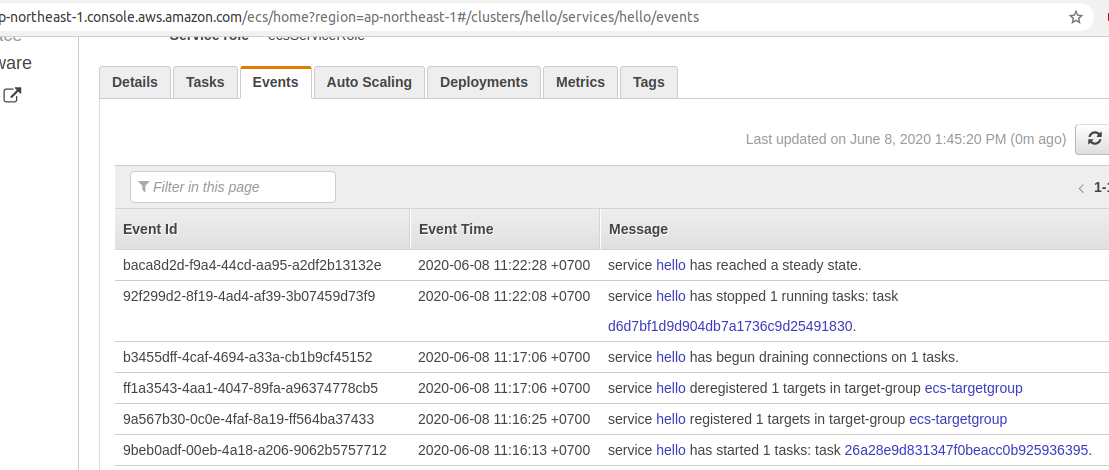 p-northeast-1.console.aws.amazon.com/ecs/home?region=ap-northeast-1#/clusters/hello/services/hello/events
Service role ecsServiceRole
ware
Details Tasks Events Auto Scaling Deployments Metrics Tags
Last updated on June 8, 2020 1:45:20 PM (0m ago)
Filter in this page
Event Id Event Time Message
baca8d2d-f9a4-44cd-aa95-a2df2b13132e 2020-06-08 11:22:28 +0700 service hello has reached a steady state.
92f299d2-8f19-4ad4-af39-3b07459d73f9 2020-06-08 11:22:08 +0700 service hello has stopped 1 running tasks: task
d6d7bf1d9d904db7a1736c9d25491830.
b3455dff-4caf-4694-a33a-cb1b9cf45152 2020-06-08 11:17:06 +0700 service hello has begun draining connections on 1 tasks.
ff1a3543-4aa1-4047-89fa-a96374778cb5 2020-06-08 11:17:06 +0700 service hello deregistered 1 targets in target-group ecs-targetgroup
9a567b30-0c0e-4faf-8a19-ff564ba37433 2020-06-08 11:16:25 +0700 service hello registered 1 targets in target-group ecs-targetgroup
9beb0adf-00eb-4a18-a206-9062b5757712 2020-06-08 11:16:13 +0700 service hello has started 1 tasks: task 26a28e9d831347f0beacc0b925936395.